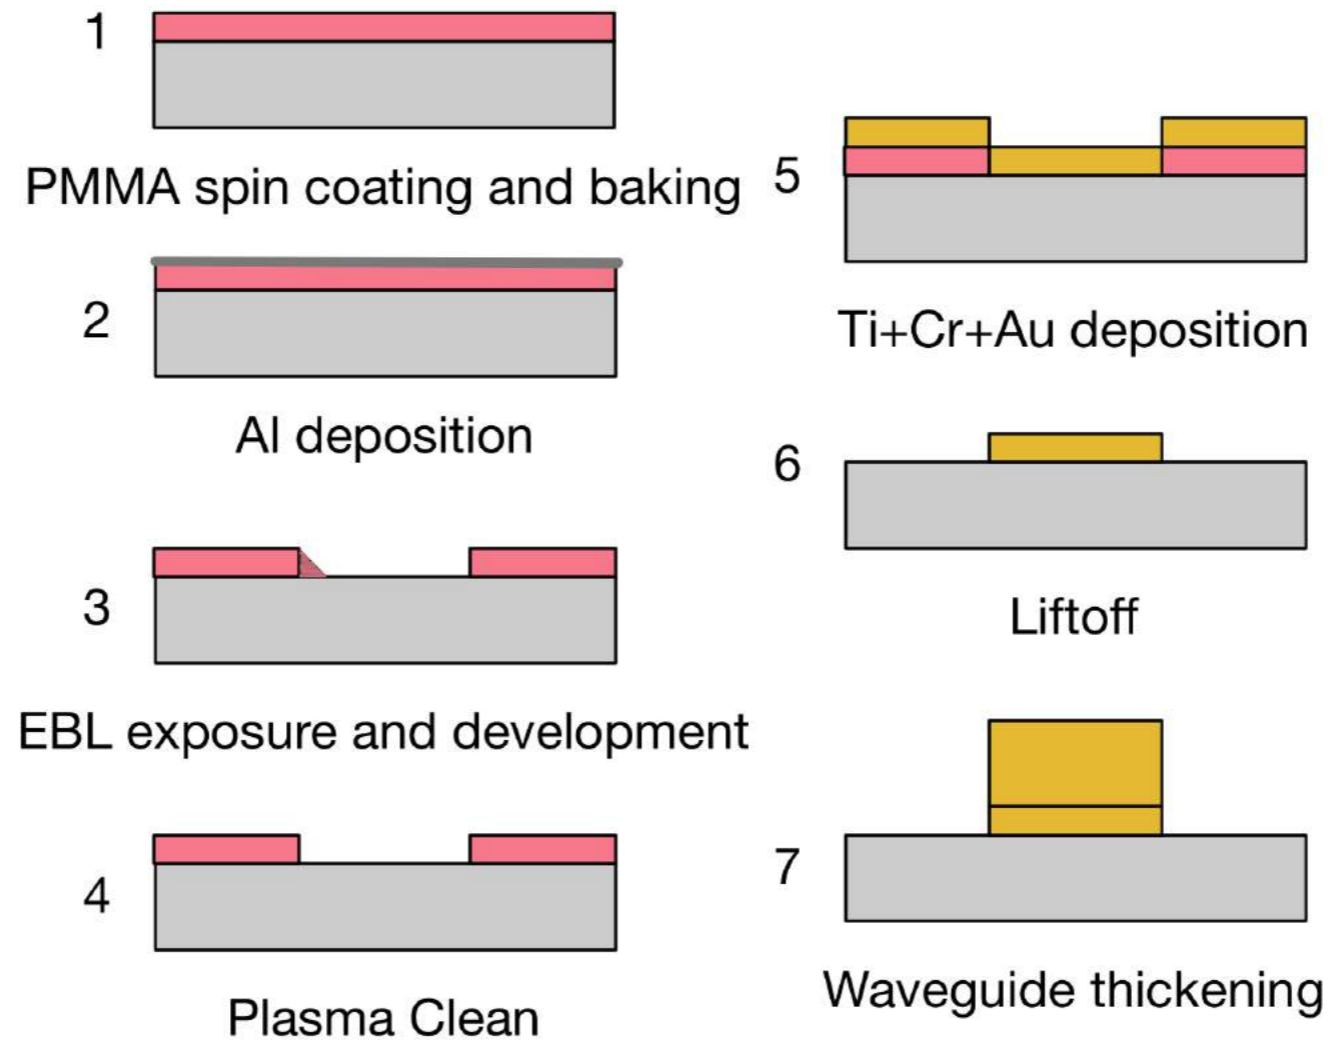 1
PMMA spin coating and baking
2
Al deposition
3
EBL exposure and development
4
Plasma Clean
5
Ti+Cr+Au deposition
6
Liftoff
7
Waveguide thickening